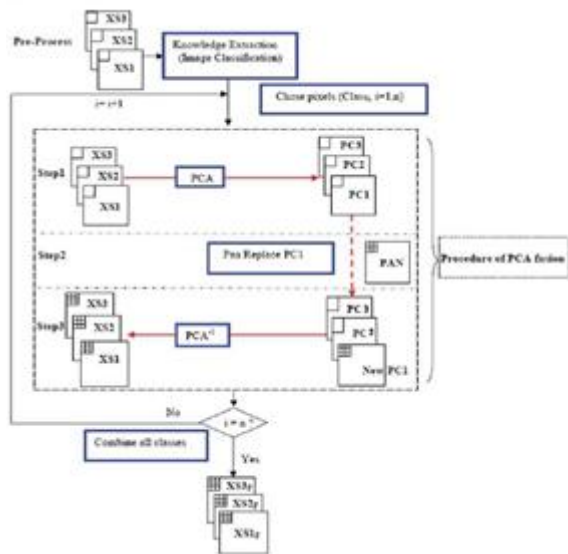 XS3
XS2
XS1
Pre-Process
Knowledge Extraction
(Image Classification)
i= i+1
Chose pixels (Class, i=1,n)
Step1
XS3
XS2
XS1
PCA
PC3
PC2
PC1
Step2
Pan Replace PC1
PAN
Procedure of PCA fusion
Step3
XS3
XS2
XS1
PCA⁻¹
PC3
PC2
New PC1
No
i = n
Combine all classes
Yes
XS3F
XS2F
XS1F